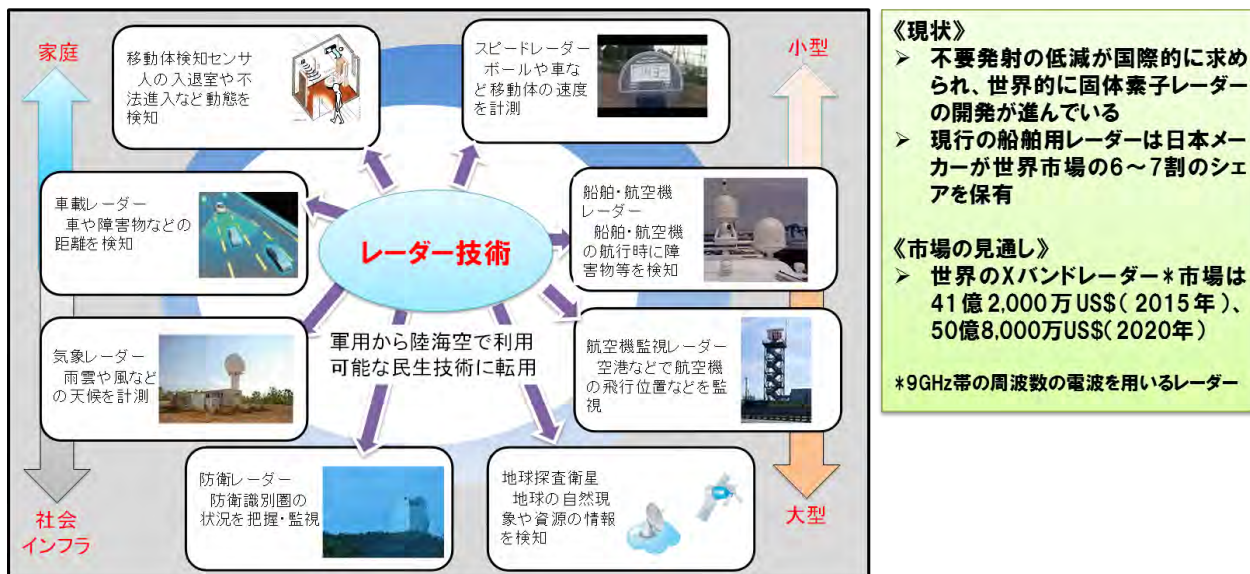 家庭
移動体検知センサ
人の入退室や不
法進入など動態を
検知
スピードレーダー
ボールや車な
ど移動体の速度
を計測
小型
車載レーダー
車や障害物などの
距離を検知
レーダー技術
船舶・航空機
レーダー
船舶・航空機
の航行時に障
害物等を検知
気象レーダー
雨雲や風など
の天候を計測
軍用から陸海空で利用
可能な民生技術に転用
航空機監視レーダー
空港などで航空機
の飛行位置などを監
視
防衛レーダー
防衛識別圏の
状況を把握・監視
地球探査衛星
地球の自然現
象や資源の情報
を検知
社会
インフラ
大型
《現状》
➢ 不要発射の低減が国際的に求め
られ、世界的に固体素子レーダー
の開発が進んでいる
➢ 現行の船舶用レーダーは日本メー
カーが世界市場の6～7割のシェ
アを保有
《市場の見通し》
➢ 世界のXバンドレーダー*市場は
41億2,000万US$(2015年)、
50億8,000万US$(2020年)
*9GHz帯の周波数の電波を用いるレーダー